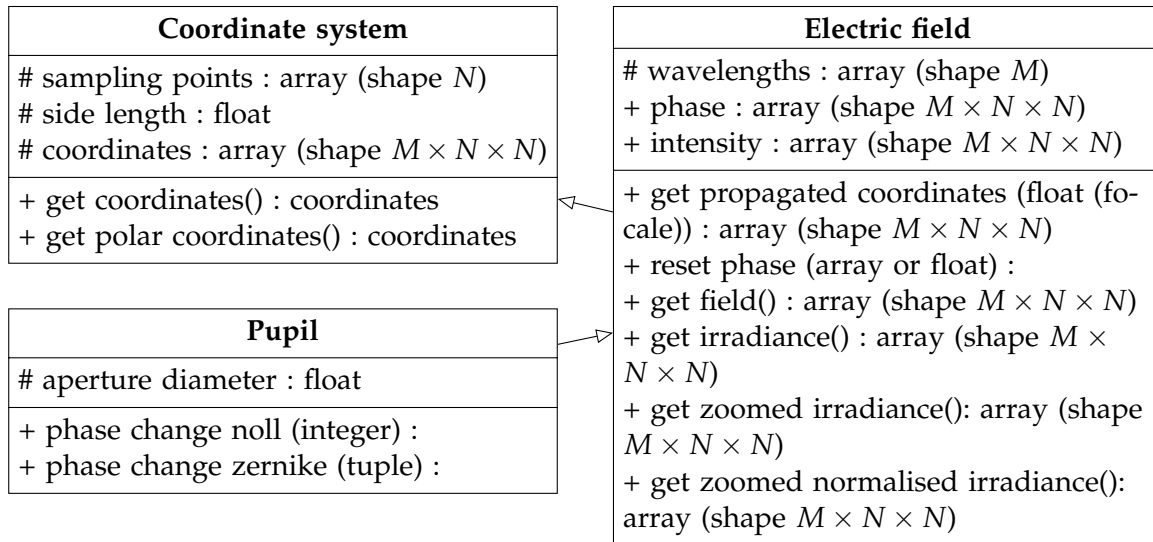 Coordinate system
# sampling points : array (shape N)
# side length : float
# coordinates : array (shape M × N × N)
+ get coordinates() : coordinates
+ get polar coordinates() : coordinates
Pupil
# aperture diameter : float
+ phase change noll (integer) :
+ phase change zernike (tuple) :
Electric field
# wavelengths : array (shape M)
+ phase : array (shape M × N × N)
+ intensity : array (shape M × N × N)
+ get propagated coordinates (float (fo-
cale)) : array (shape M × N × N)
+ reset phase (array or float) :
+ get field() : array (shape M × N × N)
+ get irradiance() : array (shape M ×
N × N)
+ get zoomed irradiance(): array (shape
M × N × N)
+ get zoomed normalised irradiance():
array (shape M × N × N)